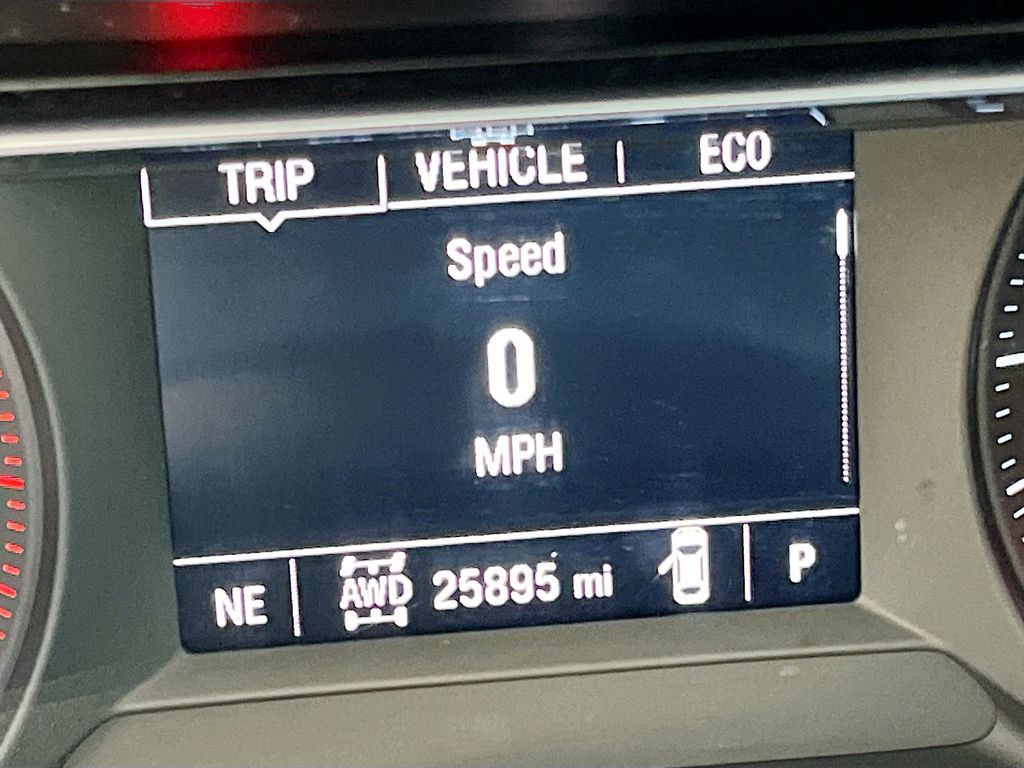 TRIP VEHICLE ECO
Speed
0
MPH
NE AWD 25895 mi P